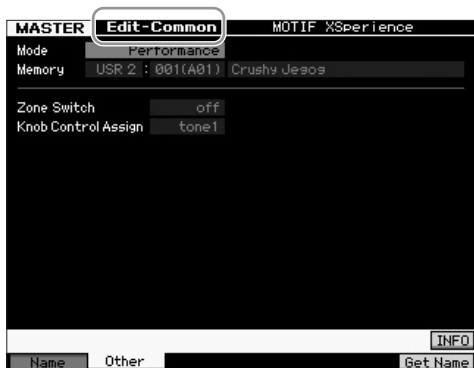 MASTER Edit-Common MOTIF XSperience
Mode Performance
Memory USR 2 : 001(A01) Crushy Jegog
Zone Switch off
Knob Control Assign tone1
INFO
Name Other Get Name